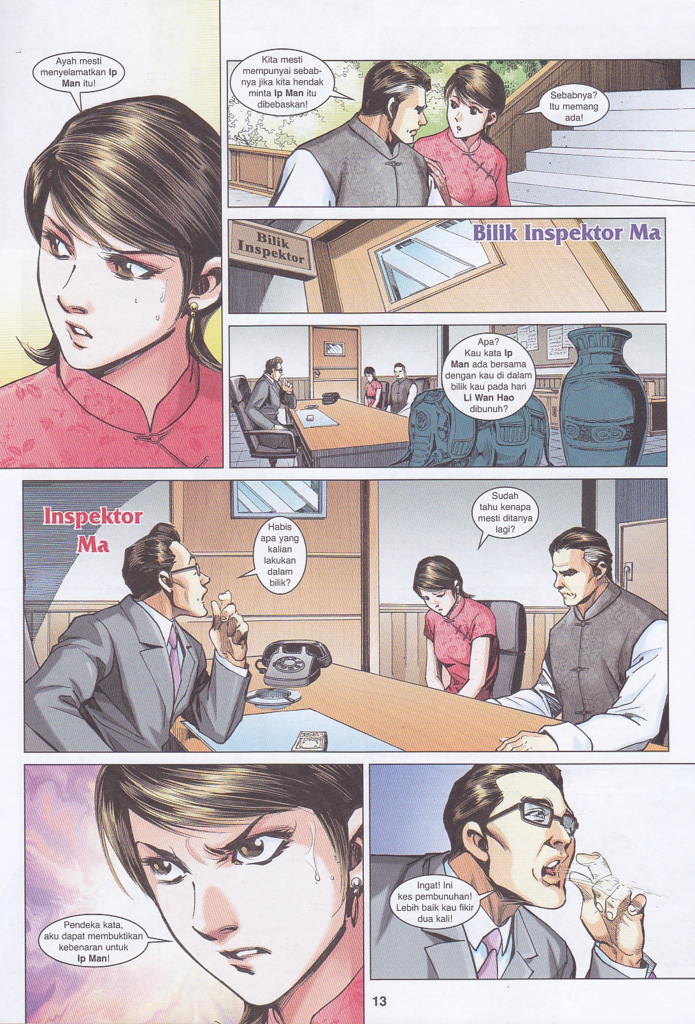 Ayah mesti
menyelamatkan Ip
Man itu!
Kita mesti
mempunyai sebab-
nya jika kita hendak
minta Ip Man itu
dibebaskan!
Sebabnya?
Itu memang
ada!
Bilik
Inspektor
Bilik Inspektor Ma
Apa?
Kau kata Ip
Man ada bersama
dengan kau di dalam
bilik kau pada hari
Li Wan Hao
dibunuh?
Inspektor
Ma
Habis
apa yang
kalian
lakukan
dalam
bilik?
Sudah
tahu kenapa
mesti ditanya
lagi?
Pendeka kata,
aku dapat membuktikan
kebenaran untuk
Ip Man!
Ingat! Ini
kes pembunuhan!
Lebih baik kau fikir
dua kali!
13